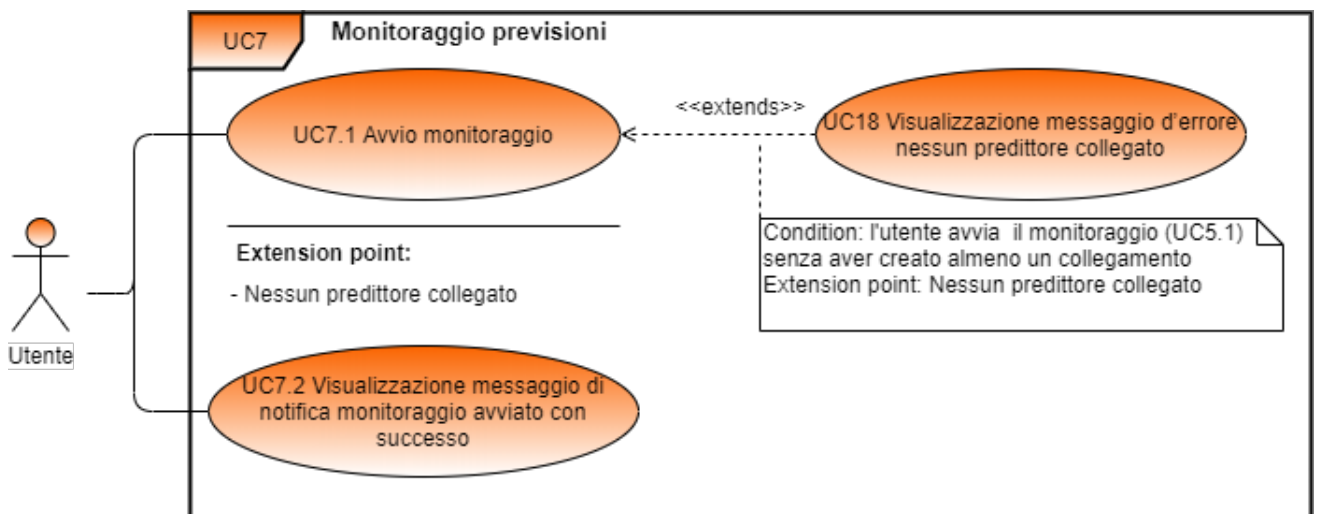 UC7
Monitoraggio previsioni
UC7.1 Avvio monitoraggio
<<extends>>
UC18 Visualizzazione messaggio d'errore
nessun predittore collegato
Extension point:
- Nessun predittore collegato
Condition: l'utente avvia il monitoraggio (UC5.1)
senza aver creato almeno un collegamento
Extension point: Nessun predittore collegato
Utente
UC7.2 Visualizzazione messaggio di
notifica monitoraggio avviato con
successo